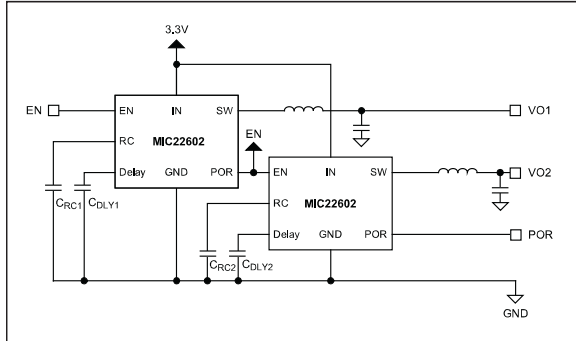 3.3V
EN
EN
IN
SW
VO1
RC
MIC22602
EN
Delay
GND
POR
EN
IN
SW
VO2
CRC1
CDLY1
RC
MIC22602
Delay
GND
POR
POR
CRC2
CDLY2
GND